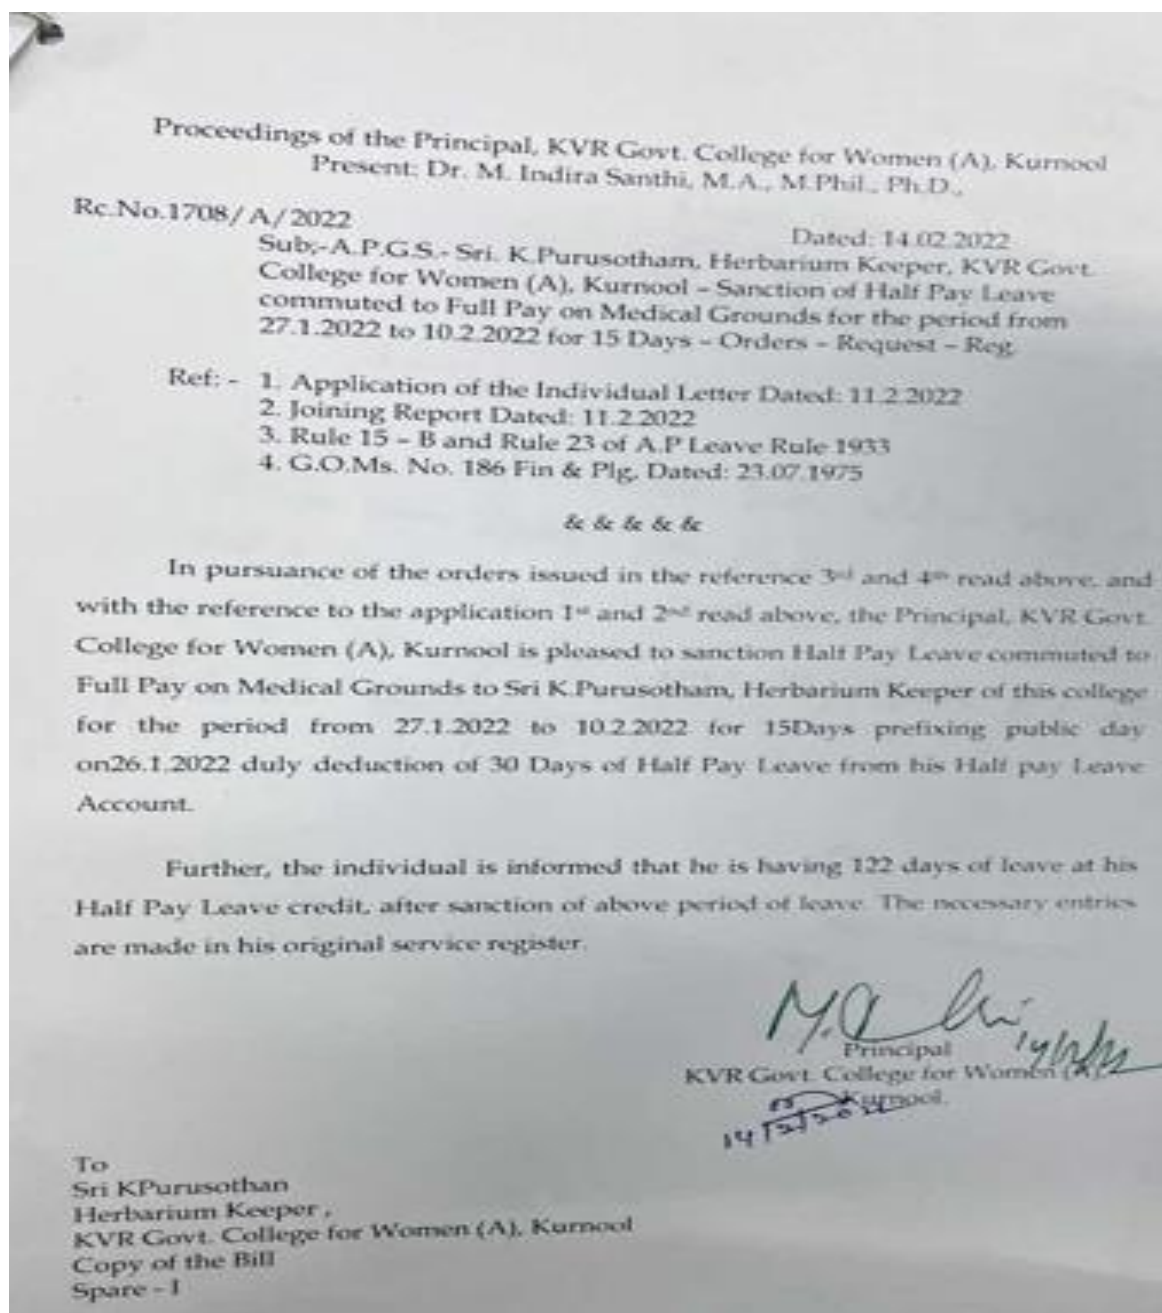 Proceedings of the Principal, KVR Govt. College for Women (A), Kurnool
Present: Dr. M. Indira Santhi, M.A., M.Phil., Ph.D.,
Rc.No.1708/A/2022
Dated: 14.02.2022
Sub;-A.P.G.S.- Sri. K.Purusotham, Herbarium Keeper, KVR Govt.
College for Women (A), Kurnool – Sanction of Half Pay Leave
commuted to Full Pay on Medical Grounds for the period from
27.1.2022 to 10.2.2022 for 15 Days – Orders – Request – Reg.
Ref: - 1. Application of the Individual Letter Dated: 11.2.2022
2. Joining Report Dated: 11.2.2022
3. Rule 15 – B and Rule 23 of A.P Leave Rule 1933
4. G.O.Ms. No. 186 Fin & Plg, Dated: 23.07.1975
& & & & &
In pursuance of the orders issued in the reference 3rd and 4th read above, and
with the reference to the application 1st and 2nd read above, the Principal, KVR Govt.
College for Women (A), Kurnool is pleased to sanction Half Pay Leave commuted to
Full Pay on Medical Grounds to Sri K.Purusotham, Herbarium Keeper of this college
for the period from 27.1.2022 to 10.2.2022 for 15Days prefixing public day
on26.1.2022 duly deduction of 30 Days of Half Pay Leave from his Half pay Leave
Account.
Further, the individual is informed that he is having 122 days of leave at his
Half Pay Leave credit, after sanction of above period of leave. The necessary entries
are made in his original service register.
Principal
KVR Govt. College for Women (A)
Kurnool.
To
Sri KPurusothan
Herbarium Keeper ,
KVR Govt. College for Women (A), Kurnool
Copy of the Bill
Spare - 1